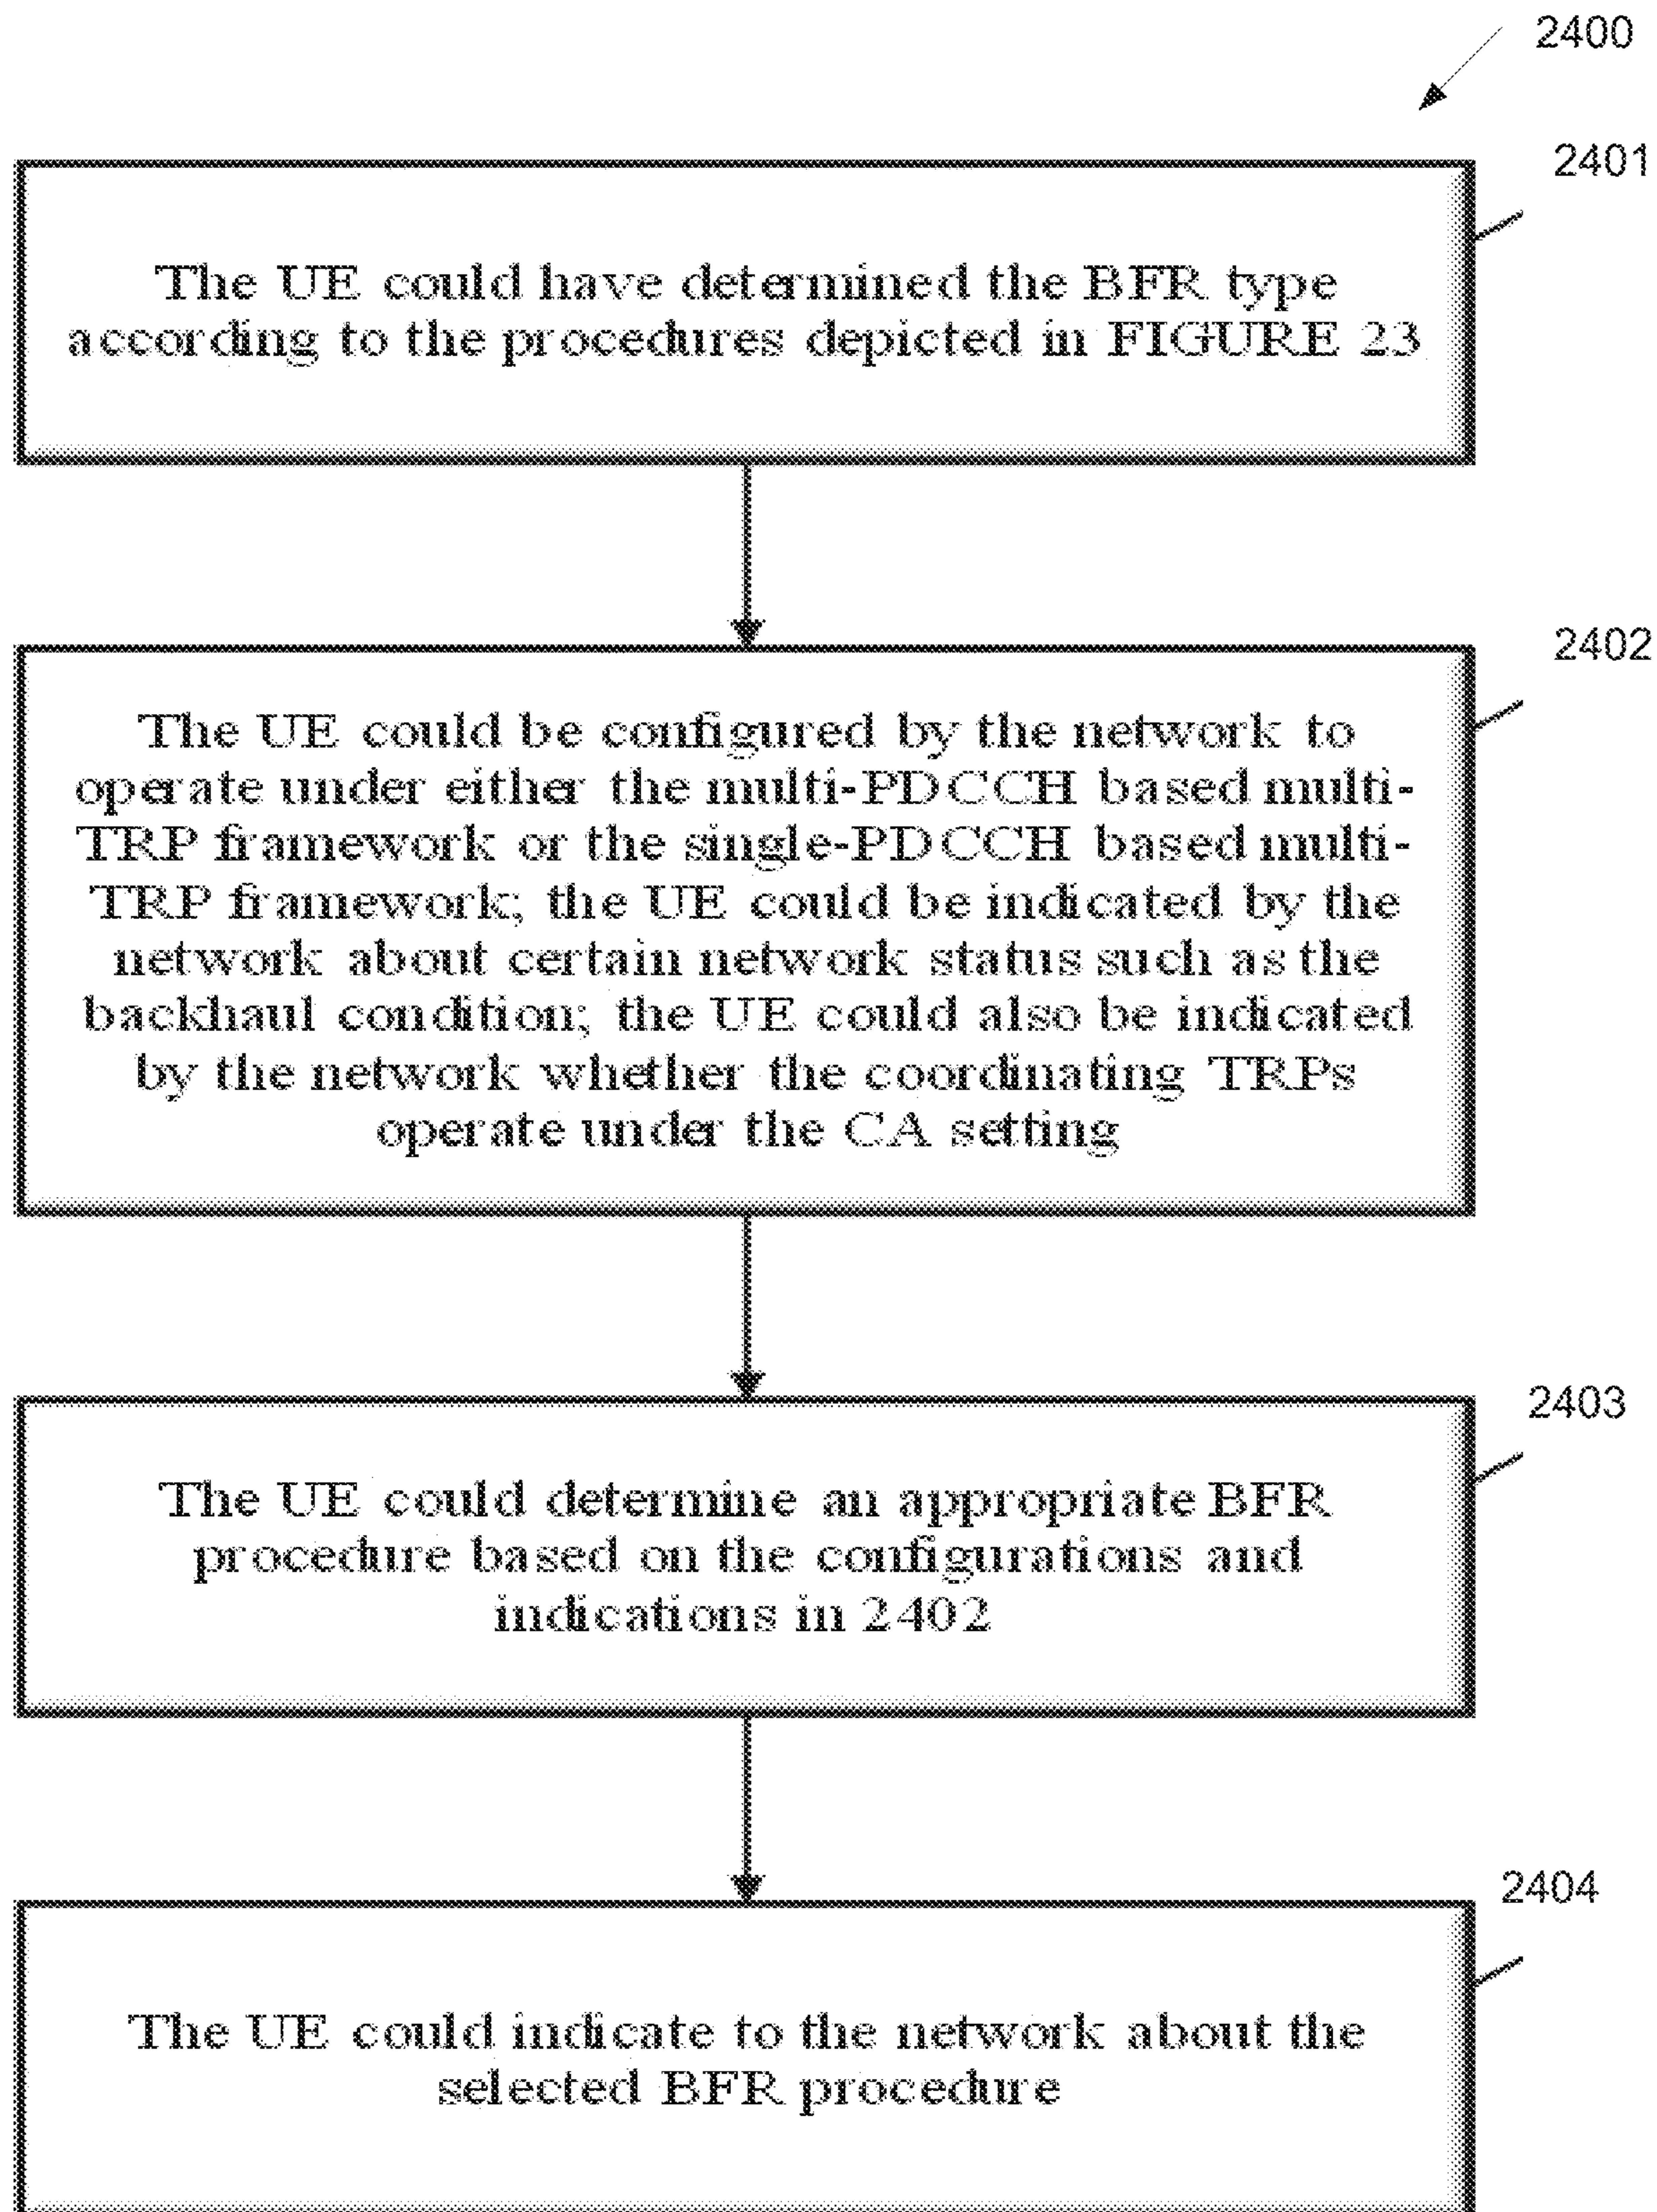 2400
2401
The UE could have determined the BFR type
according to the procedures depicted in FIGURE 23
2402
The UE could be configured by the network to
operate under either the multi-PDCCH based multi-
TRP framework or the single-PDCCH based multi-
TRP framework; the UE could be indicated by the
network about certain network status such as the
backhaul condition; the UE could also be indicated
by the network whether the coordinating TRPs
operate under the CA setting
2403
The UE could determine an appropriate BFR
procedure based on the configurations and
indications in 2402
2404
The UE could indicate to the network about the
selected BFR procedure